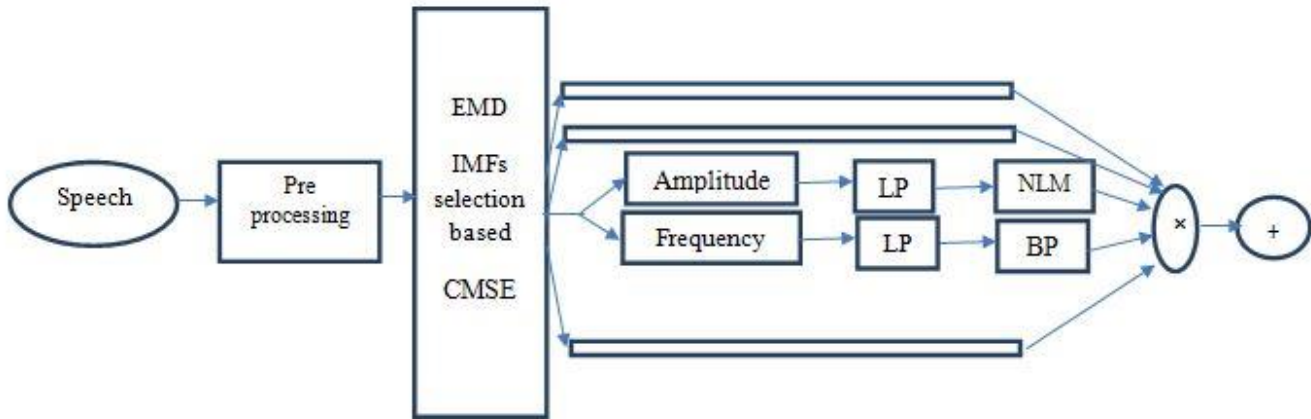 Speech
Pre
processing
EMD
IMFs
selection
based
CMSE
Amplitude
LP
NLM
Frequency
LP
BP
×
+